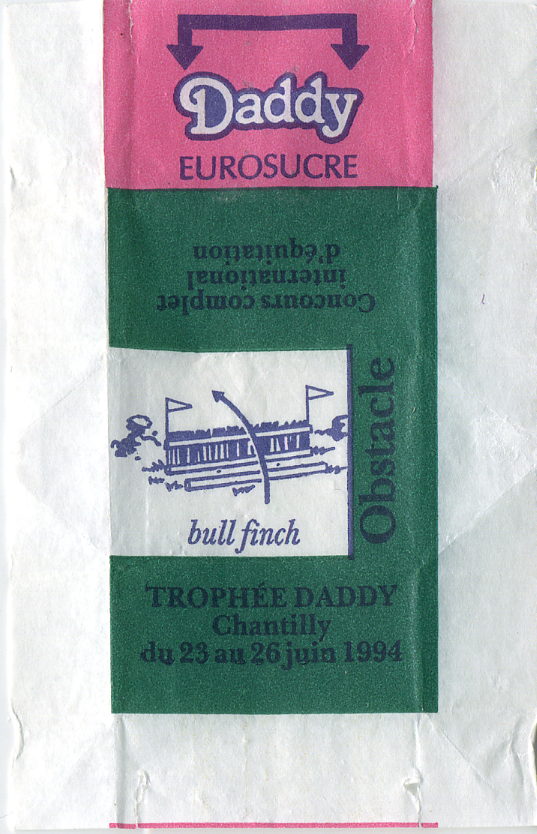 Daddy
EUROSUCRE
Concours complet
international
d'équitation
Obstacle
bull finch
TROPHÉE DADDY
Chantilly
du 23 au 26 juin 1994